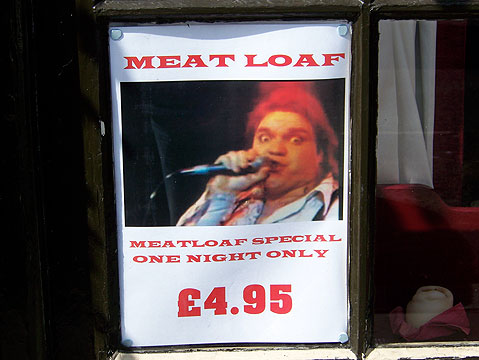 MEAT LOAF
MEATLOAF SPECIAL
ONE NIGHT ONLY
£4.95